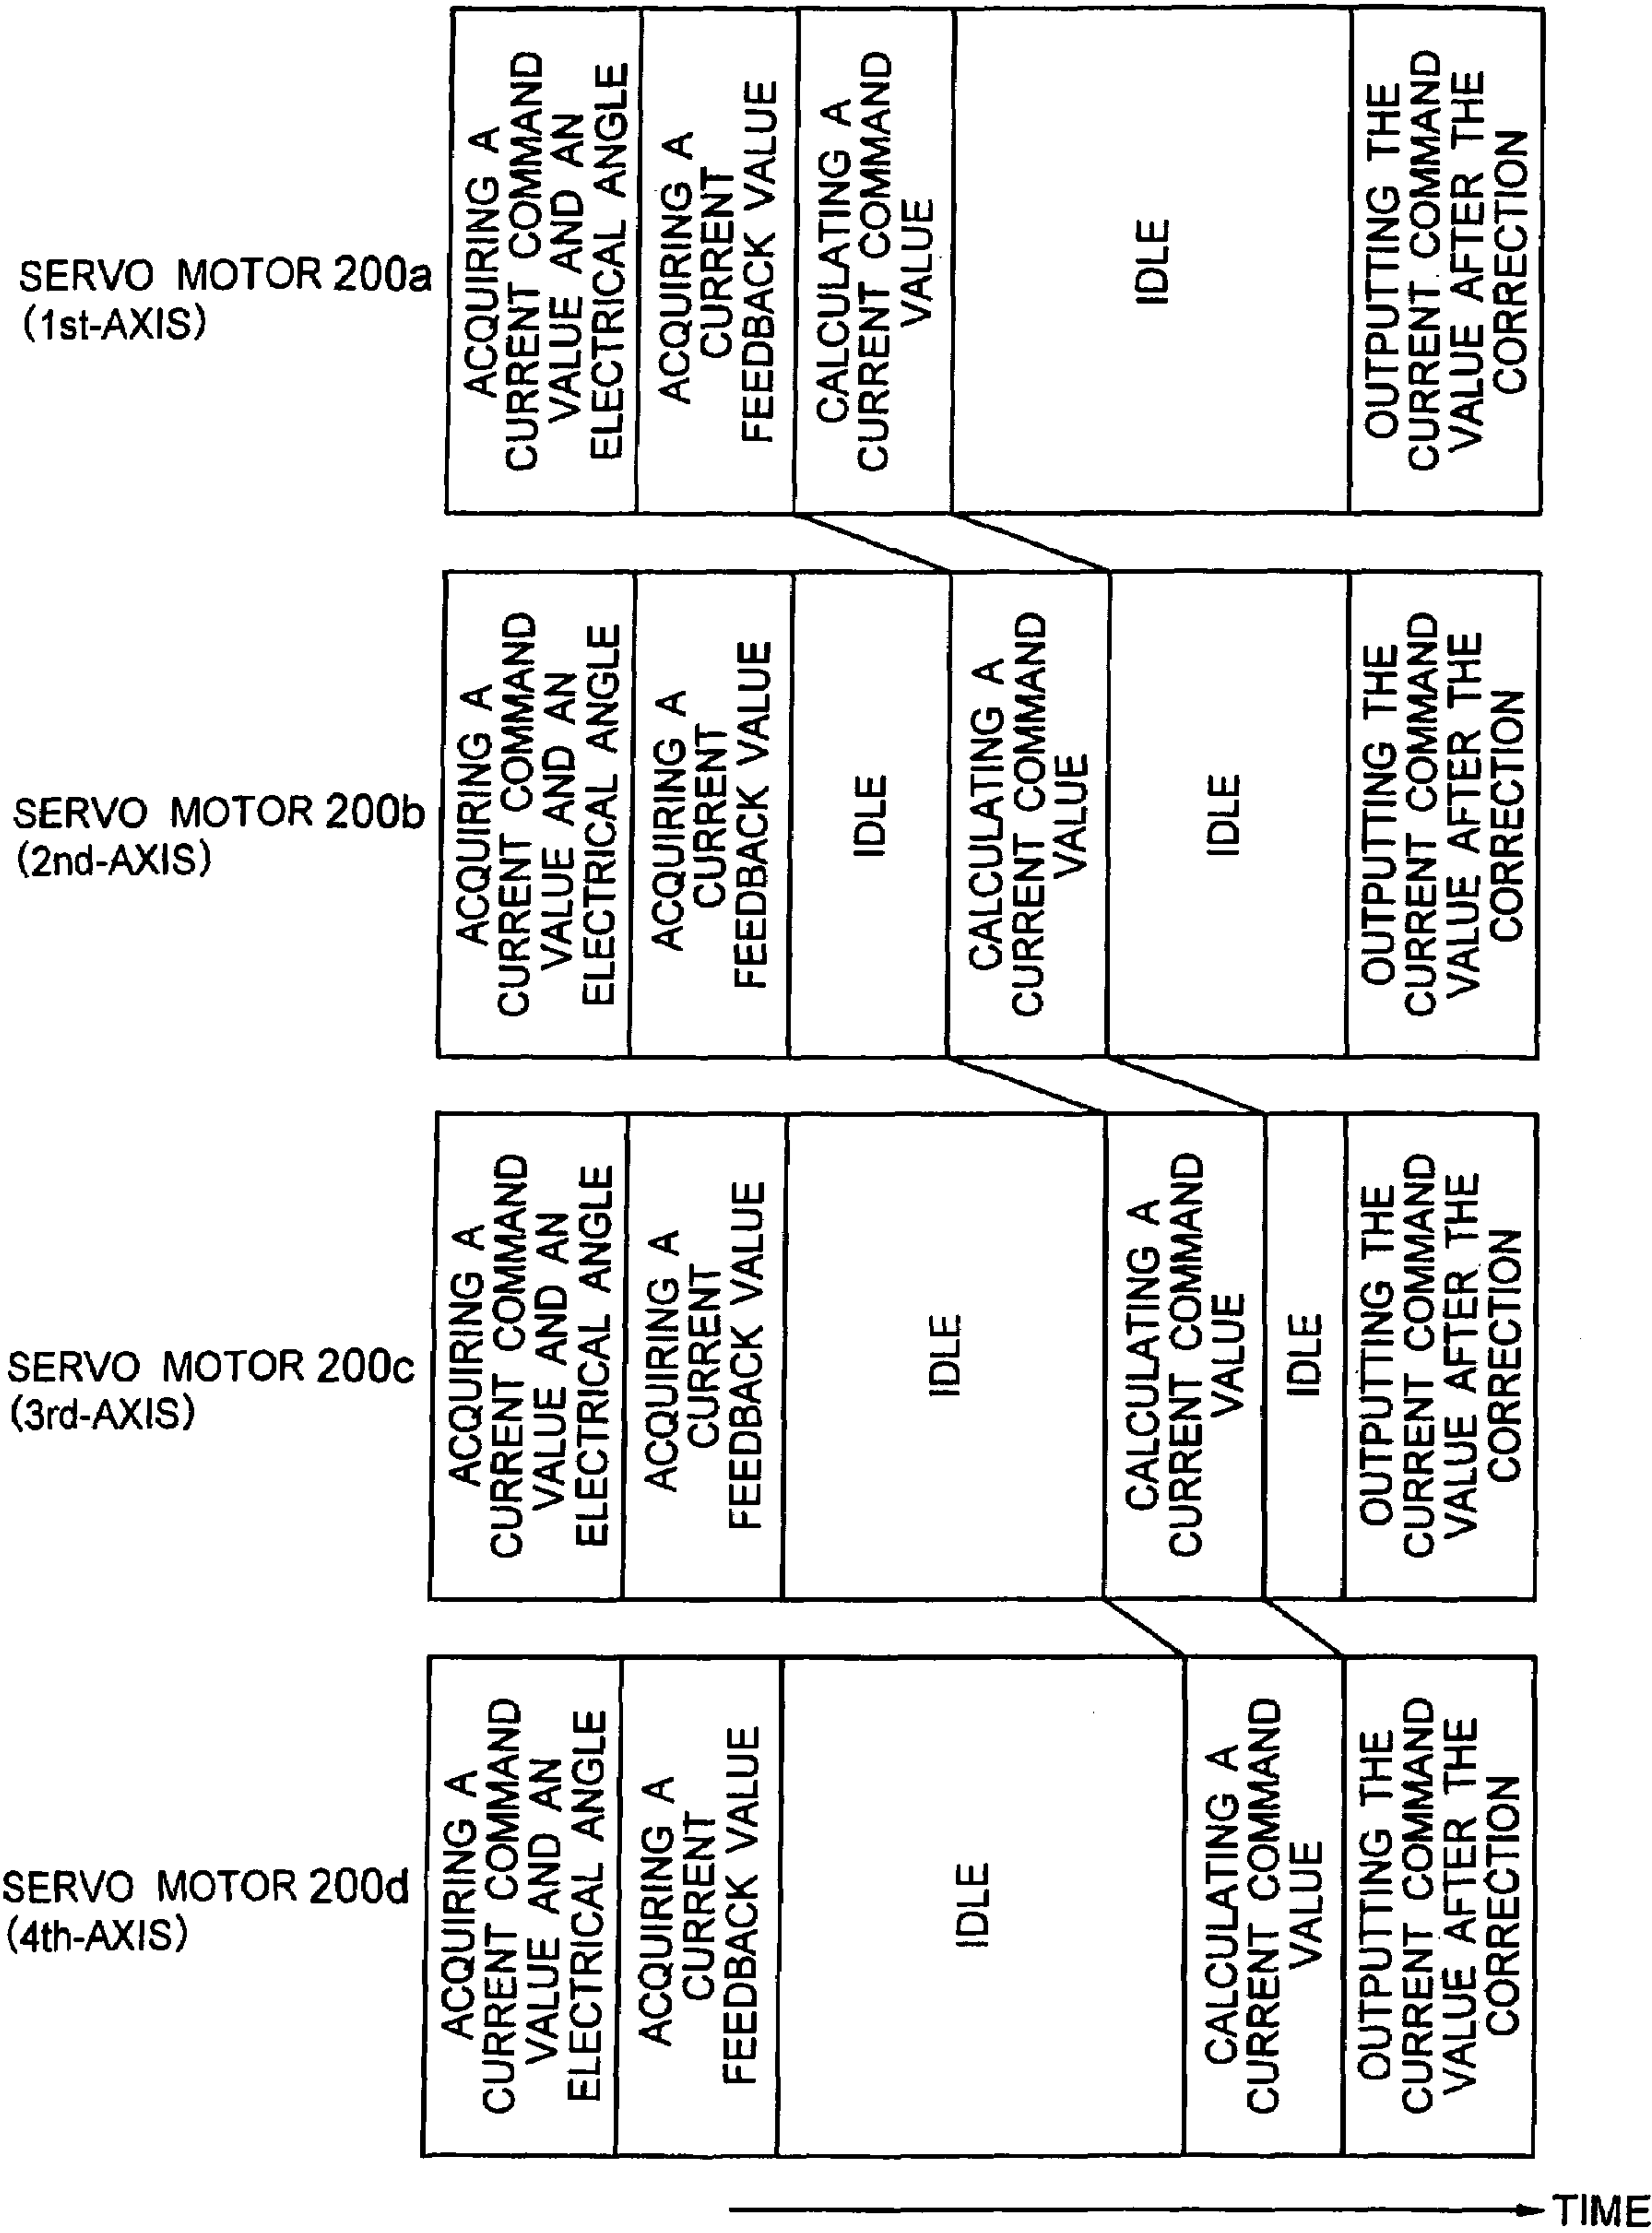 SERVO MOTOR 200a
(1st-AXIS)
ACQUIRING A
CURRENT COMMAND
VALUE AND AN
ELECTRICAL ANGLE
ACQUIRING A
CURRENT
FEEDBACK VALUE
CALCULATING A
CURRENT COMMAND
VALUE
IDLE
OUTPUTTING THE
CURRENT COMMAND
VALUE AFTER THE
CORRECTION
SERVO MOTOR 200b
(2nd-AXIS)
ACQUIRING A
CURRENT COMMAND
VALUE AND AN
ELECTRICAL ANGLE
ACQUIRING A
CURRENT
FEEDBACK VALUE
IDLE
CALCULATING A
CURRENT COMMAND
VALUE
IDLE
OUTPUTTING THE
CURRENT COMMAND
VALUE AFTER THE
CORRECTION
SERVO MOTOR 200c
(3rd-AXIS)
ACQUIRING A
CURRENT COMMAND
VALUE AND AN
ELECTRICAL ANGLE
ACQUIRING A
CURRENT
FEEDBACK VALUE
IDLE
CALCULATING A
CURRENT COMMAND
VALUE
IDLE
OUTPUTTING THE
CURRENT COMMAND
VALUE AFTER THE
CORRECTION
SERVO MOTOR 200d
(4th-AXIS)
ACQUIRING A
CURRENT COMMAND
VALUE AND AN
ELECTRICAL ANGLE
ACQUIRING A
CURRENT
FEEDBACK VALUE
IDLE
CALCULATING A
CURRENT COMMAND
VALUE
OUTPUTTING THE
CURRENT COMMAND
VALUE AFTER THE
CORRECTION
TIME